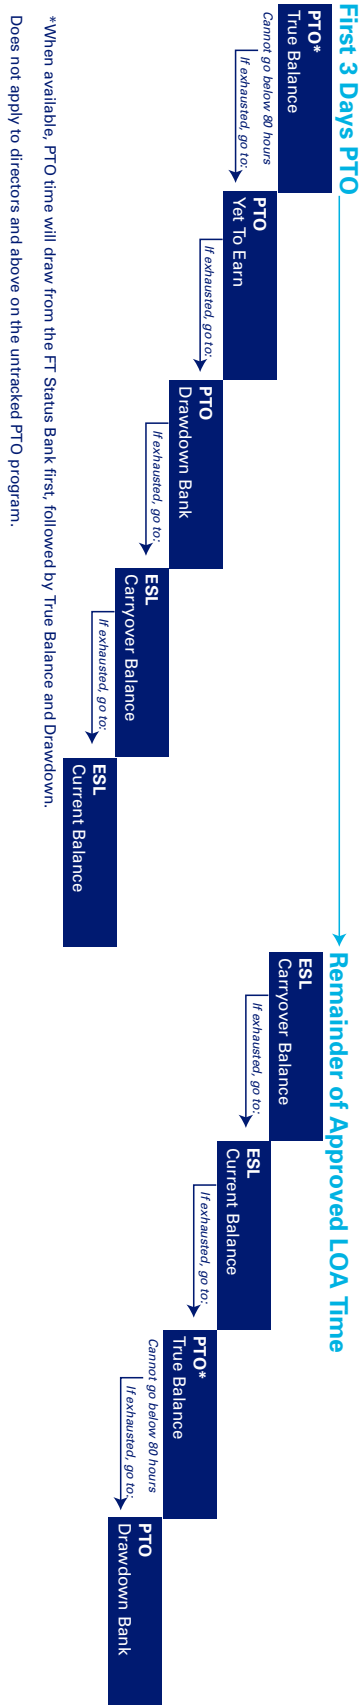 First 3 Days PTO
PTO*
True Balance
Cannot go below 80 hours
If exhausted, go to:
PTO
Yet To Earn
If exhausted, go to:
PTO
Drawdown Bank
If exhausted, go to:
ESL
Carryover Balance
If exhausted, go to:
ESL
Current Balance
Remainder of Approved LOA Time
ESL
Carryover Balance
If exhausted, go to:
ESL
Current Balance
If exhausted, go to:
PTO*
True Balance
Cannot go below 80 hours
If exhausted, go to:
PTO
Drawdown Bank
*When available, PTO time will draw from the FT Status Bank first, followed by True Balance and Drawdown.
Does not apply to directors and above on the untracked PTO program.